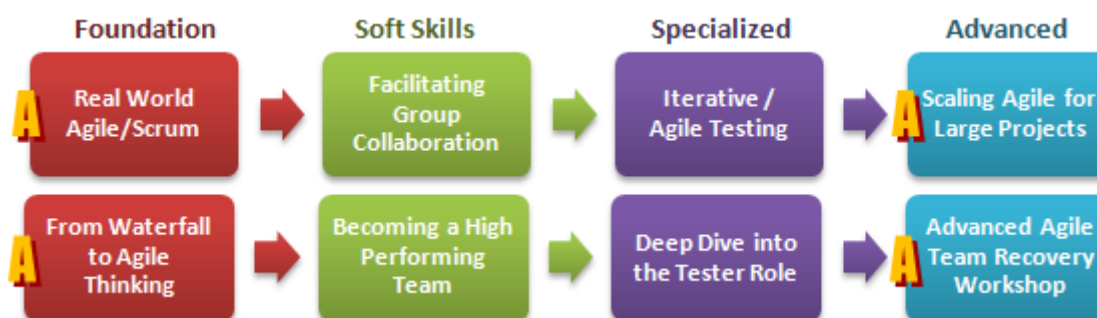 Foundation
Soft Skills
Specialized
Advanced
A
Real World
Agile/Scrum
Facilitating
Group
Collaboration
Iterative /
Agile Testing
A
Scaling Agile for
Large Projects
A
From Waterfall
to Agile
Thinking
Becoming a High
Performing
Team
Deep Dive into
the Tester Role
A
Advanced Agile
Team Recovery
Workshop